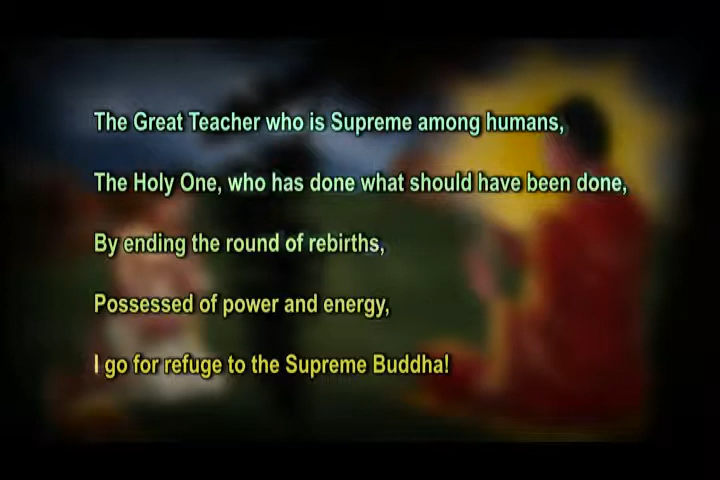 The Great Teacher who is Supreme among humans,
The Holy One, who has done what should have been done,
By ending the round of rebirths,
Possessed of power and energy,
I go for refuge to the Supreme Buddha!